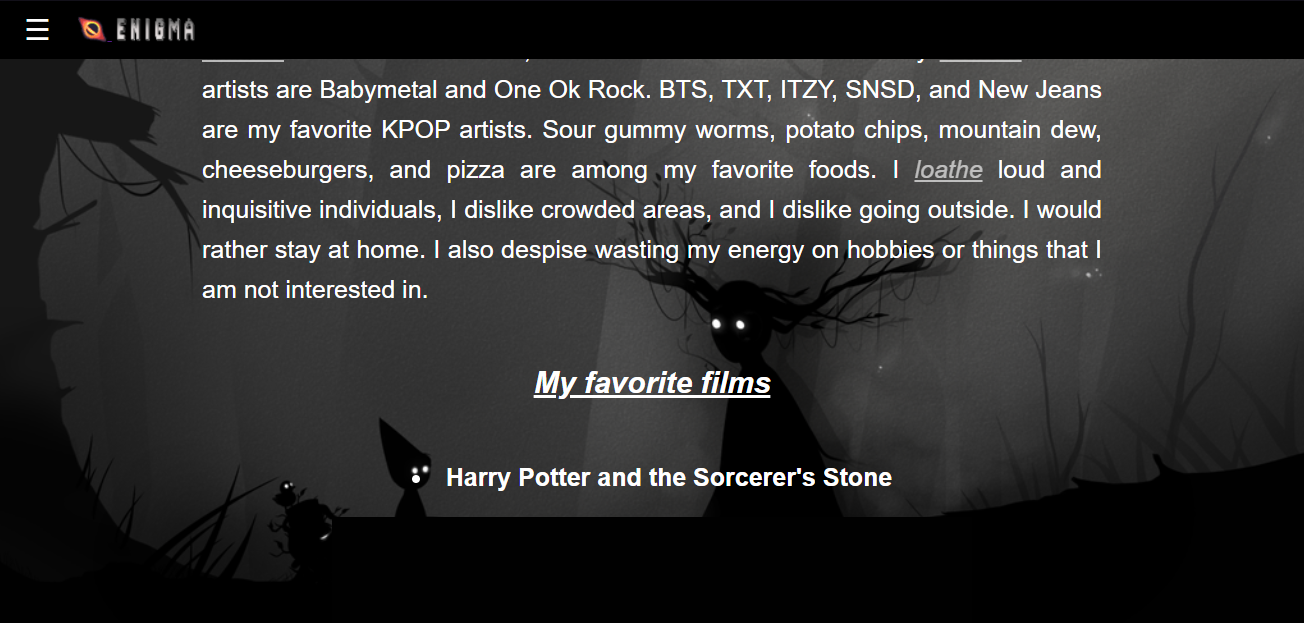 ENIGMA
artists are Babymetal and One Ok Rock. BTS, TXT, ITZY, SNSD, and New Jeans
are my favorite KPOP artists. Sour gummy worms, potato chips, mountain dew,
cheeseburgers, and pizza are among my favorite foods. I loathe loud and
inquisitive individuals, I dislike crowded areas, and I dislike going outside. I would
rather stay at home. I also despise wasting my energy on hobbies or things that I
am not interested in.
My favorite films
• Harry Potter and the Sorcerer's Stone